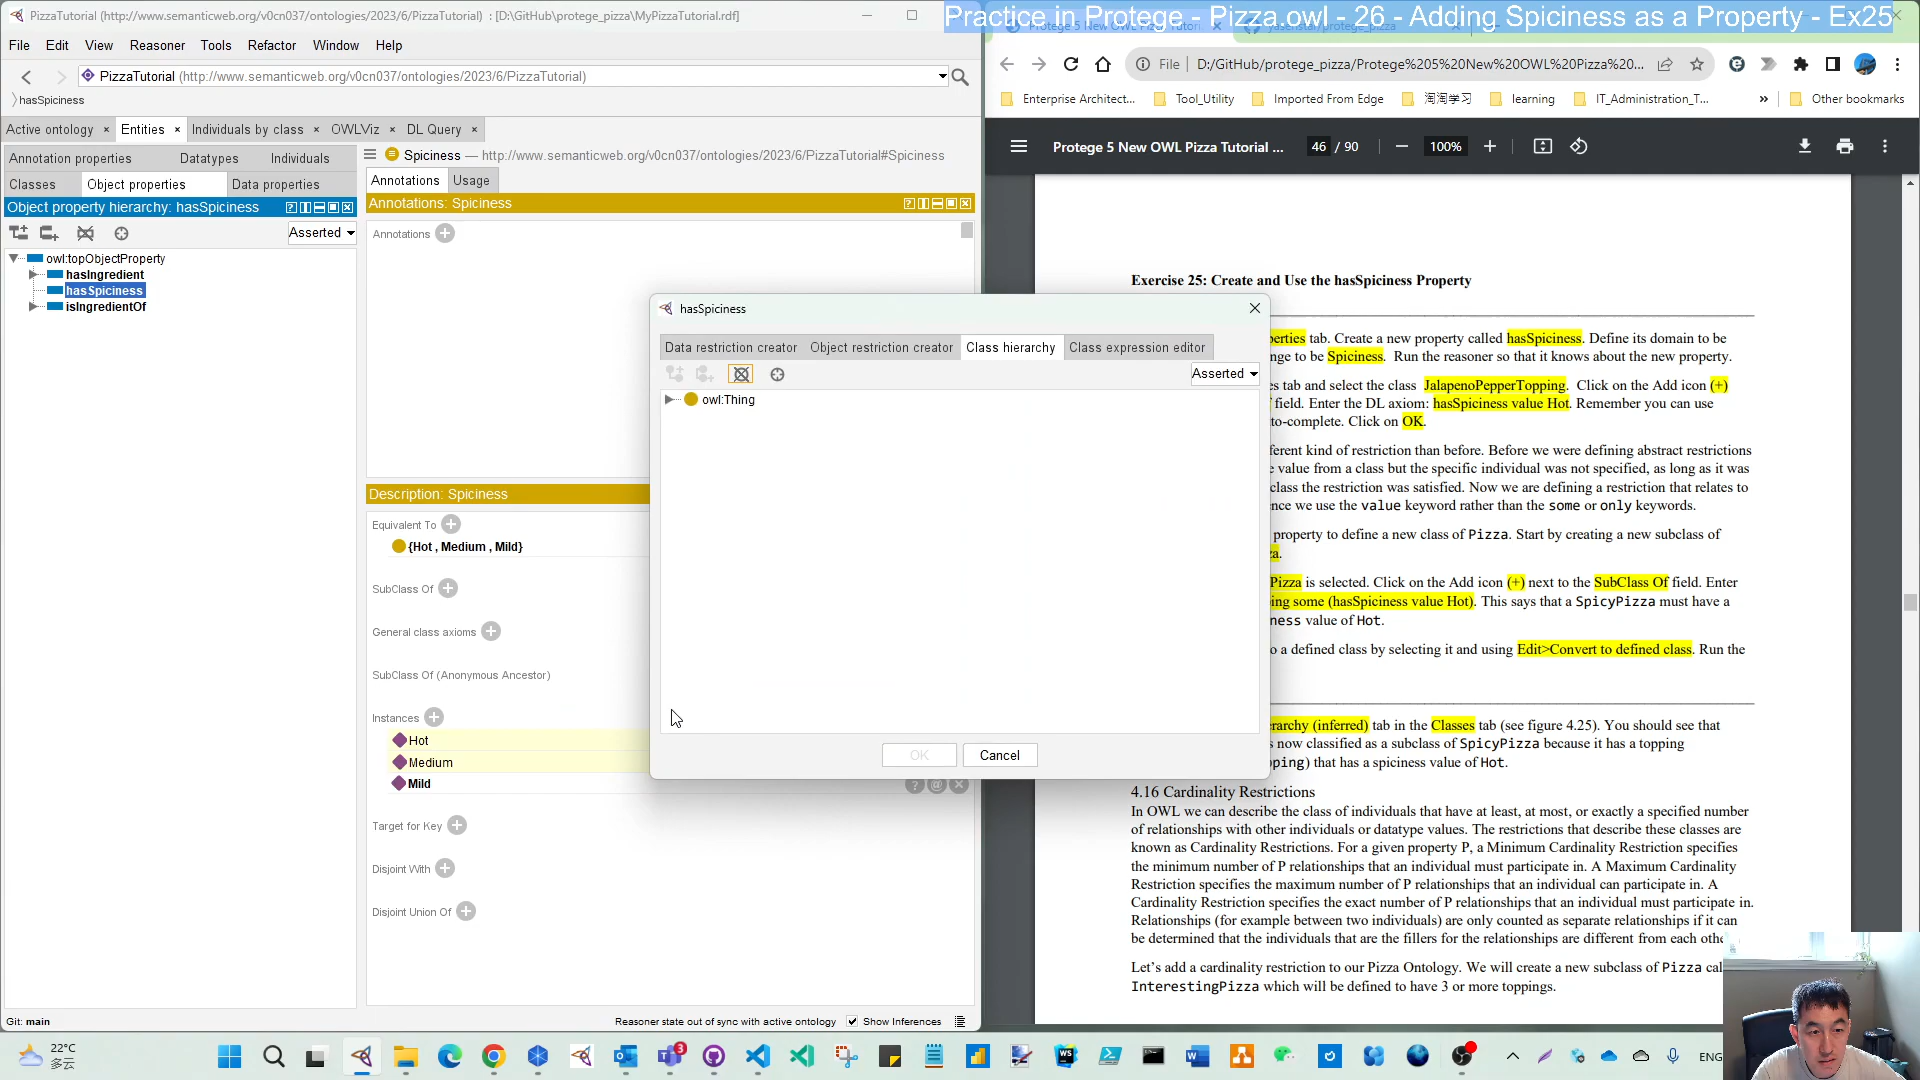 PizzaTutorial (http://www.semanticweb.org/v0cn037/ontologies/2023/6/PizzaTutorial) : [D:\GitHub\protege_pizza\MyPizzaTutorial.rdf]
Practice in Protege - Pizza.owl - 26 - Adding Spiciness as a Property - Ex25
File Edit View Reasoner Tools Refactor Window Help
PizzaTutorial (http://www.semanticweb.org/v0cn037/ontologies/2023/6/PizzaTutorial)
hasSpiciness
Active ontology × Entities × Individuals by class × OWLViz × DL Query ×
Annotation properties Datatypes Individuals
Classes Object properties Data properties
Object property hierarchy: hasSpiciness
Asserted
owl:topObjectProperty
hasIngredient
hasSpiciness
isIngredientOf
Spiciness — http://www.semanticweb.org/v0cn037/ontologies/2023/6/PizzaTutorial#Spiciness
Annotations Usage
Annotations: Spiciness
Annotations
Description: Spiciness
Equivalent To
{Hot , Medium , Mild}
SubClass Of
General class axioms
SubClass Of (Anonymous Ancestor)
Instances
Hot
Medium
Mild
Target for Key
Disjoint With
Disjoint Union Of
Git: main
Reasoner state out of sync with active ontology Show Inferences
hasSpiciness
Data restriction creator Object restriction creator Class hierarchy Class expression editor
Asserted
owl:Thing
OK Cancel
File D:/GitHub/protege_pizza/Protege%205%20New%20OWL%20Pizza%20...
Enterprise Architect... Tool_Utility Imported From Edge 淘淘学习 learning IT_Administration_T... » Other bookmarks
Protege 5 New OWL Pizza Tutorial ... 46 / 90 100%
Exercise 25: Create and Use the hasSpiciness Property
perties tab. Create a new property called hasSpiciness. Define its domain to be
nge to be Spiciness. Run the reasoner so that it knows about the new property.
es tab and select the class JalapenoPepperTopping. Click on the Add icon (+)
field. Enter the DL axiom: hasSpiciness value Hot. Remember you can use
to-complete. Click on OK.
ferent kind of restriction than before. Before we were defining abstract restrictions
e value from a class but the specific individual was not specified, as long as it was
class the restriction was satisfied. Now we are defining a restriction that relates to
nce we use the value keyword rather than the some or only keywords.
property to define a new class of Pizza. Start by creating a new subclass of
za.
Pizza is selected. Click on the Add icon (+) next to the SubClass Of field. Enter
ing some (hasSpiciness value Hot). This says that a SpicyPizza must have a
ness value of Hot.
o a defined class by selecting it and using Edit>Convert to defined class. Run the
erarchy (inferred) tab in the Classes tab (see figure 4.25). You should see that
s now classified as a subclass of SpicyPizza because it has a topping
ping) that has a spiciness value of Hot.
4.16 Cardinality Restrictions
In OWL we can describe the class of individuals that have at least, at most, or exactly a specified number
of relationships with other individuals or datatype values. The restrictions that describe these classes are
known as Cardinality Restrictions. For a given property P, a Minimum Cardinality Restriction specifies
the minimum number of P relationships that an individual must participate in. A Maximum Cardinality
Restriction specifies the maximum number of P relationships that an individual can participate in. A
Cardinality Restriction specifies the exact number of P relationships that an individual must participate in.
Relationships (for example between two individuals) are only counted as separate relationships if it can
be determined that the individuals that are the fillers for the relationships are different from each othe
Let's add a cardinality restriction to our Pizza Ontology. We will create a new subclass of Pizza cal
InterestingPizza which will be defined to have 3 or more toppings.
22°C
多云
3
ENG